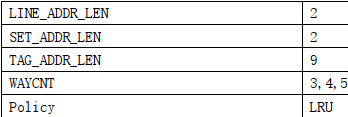 LINE_ADDR_LEN 2
SET_ADDR_LEN 2
TAG_ADDR_LEN 9
WAYCNT 3,4,5
Policy LRU